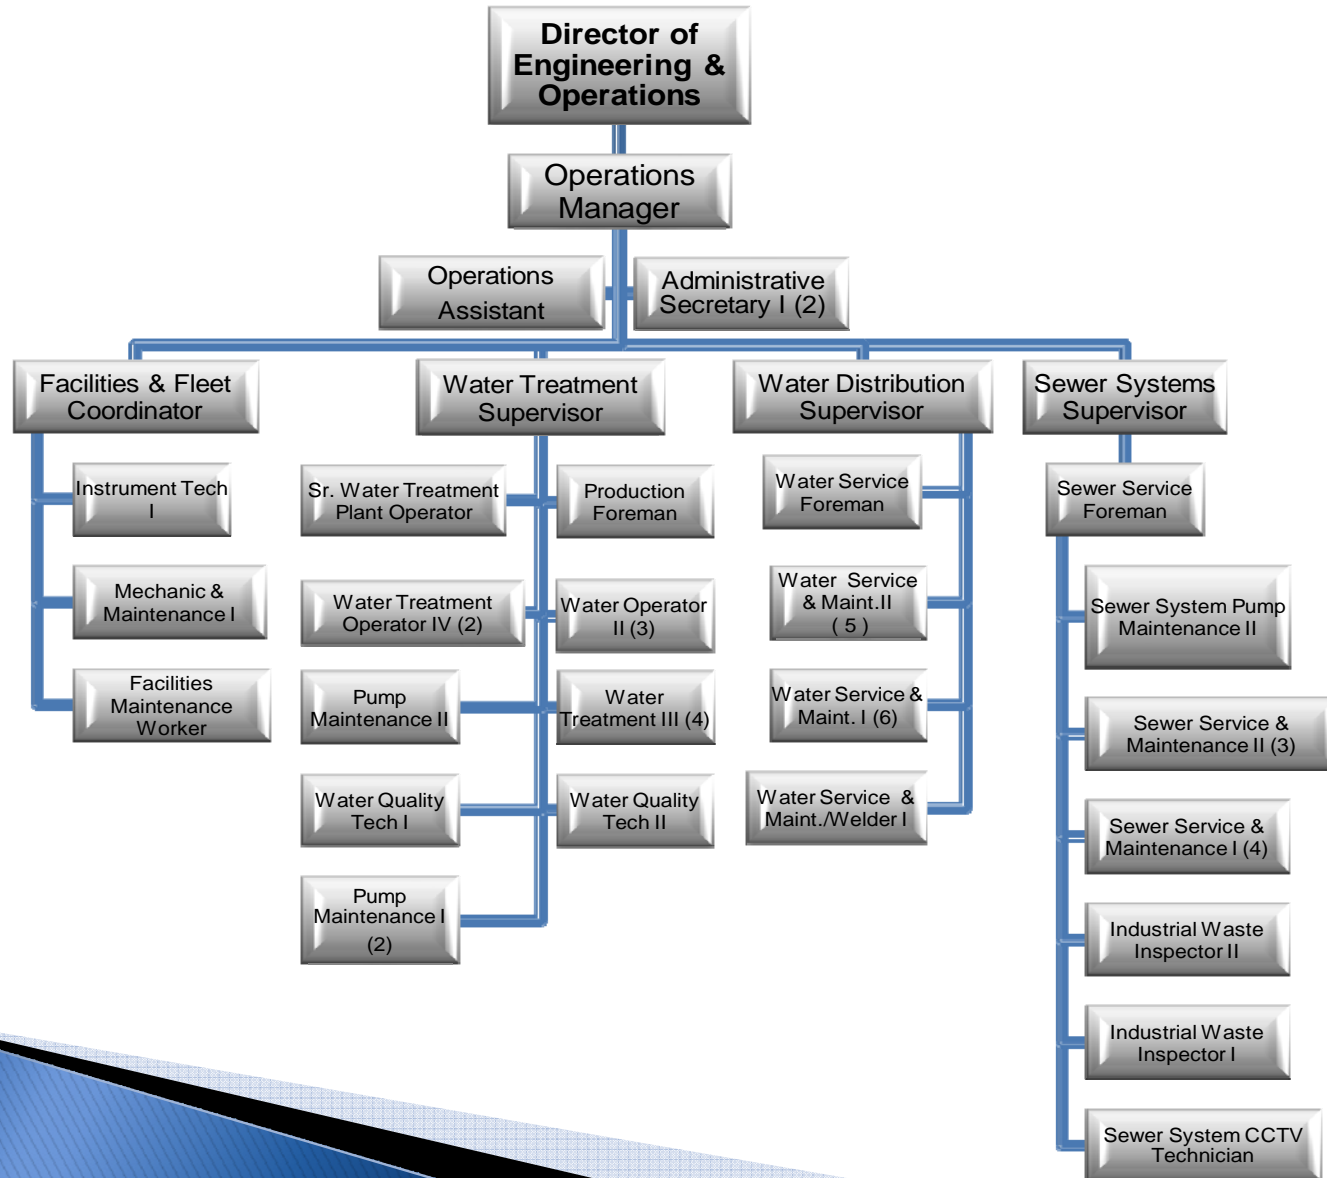 Director of
Engineering &
Operations
Operations
Manager
Operations
Assistant
Administrative
Secretary I (2)
Facilities & Fleet
Coordinator
Water Treatment
Supervisor
Water Distribution
Supervisor
Sewer Systems
Supervisor
Instrument Tech
I
Mechanic &
Maintenance I
Facilities
Maintenance
Worker
Sr. Water Treatment
Plant Operator
Production
Foreman
Water Treatment
Operator IV (2)
Water Operator
II (3)
Pump
Maintenance II
Water
Treatment III (4)
Water Quality
Tech I
Water Quality
Tech II
Pump
Maintenance I
(2)
Water Service
Foreman
Water Service
& Maint.II
( 5 )
Water Service &
Maint. I (6)
Water Service &
Maint./Welder I
Sewer Service
Foreman
Sewer System Pump
Maintenance II
Sewer Service &
Maintenance II (3)
Sewer Service &
Maintenance I (4)
Industrial Waste
Inspector II
Industrial Waste
Inspector I
Sewer System CCTV
Technician